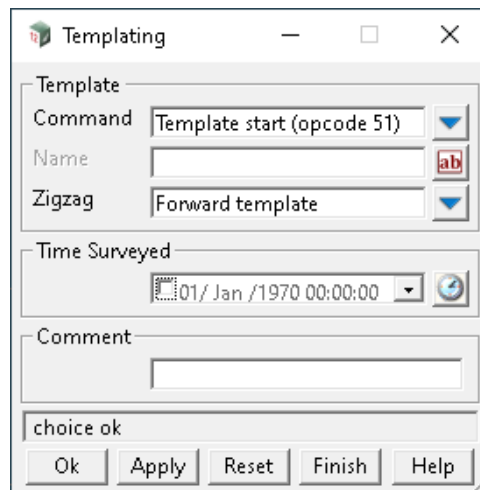 Templating
Template
Command Template start (opcode 51)
Name ab
Zigzag Forward template
Time Surveyed
01/ Jan /1970 00:00:00
Comment
choice ok
Ok Apply Reset Finish Help